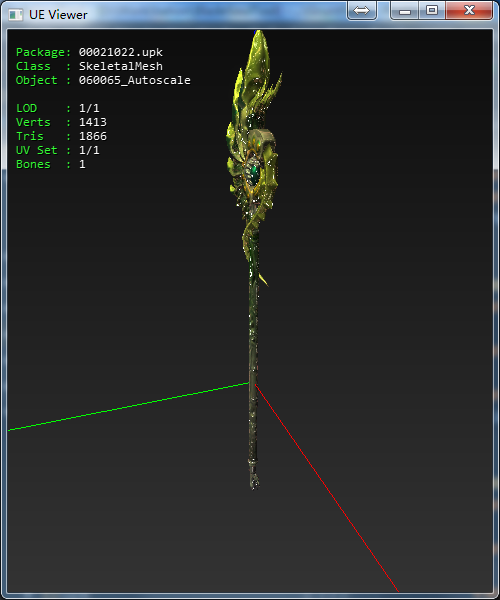 UE Viewer
Package: 00021022.upk
Class : SkeletalMesh
Object : 060065_Autoscale
LOD : 1/1
Verts : 1413
Tris : 1866
UV Set : 1/1
Bones : 1